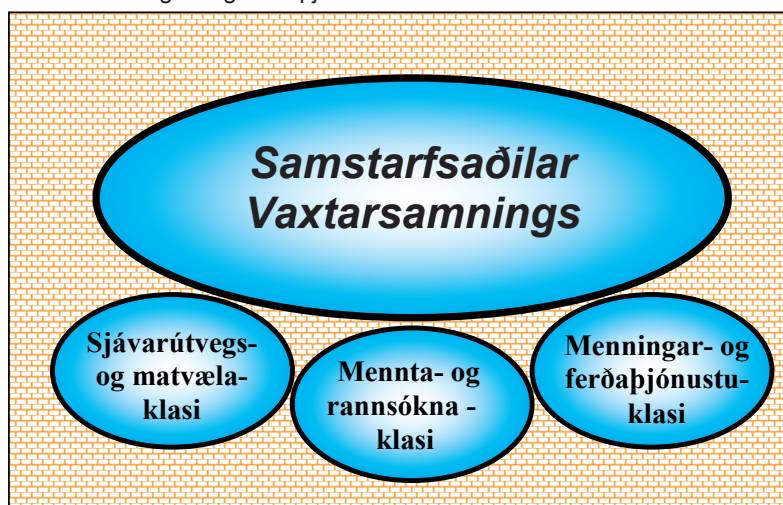 Samstarfsaðilar
Vaxtarsamnings
Sjávarútvegs-
og matvæla-
klasi
Mennta- og
rannsókna -
klasi
Menningar- og
ferðaþjónustu-
klasi